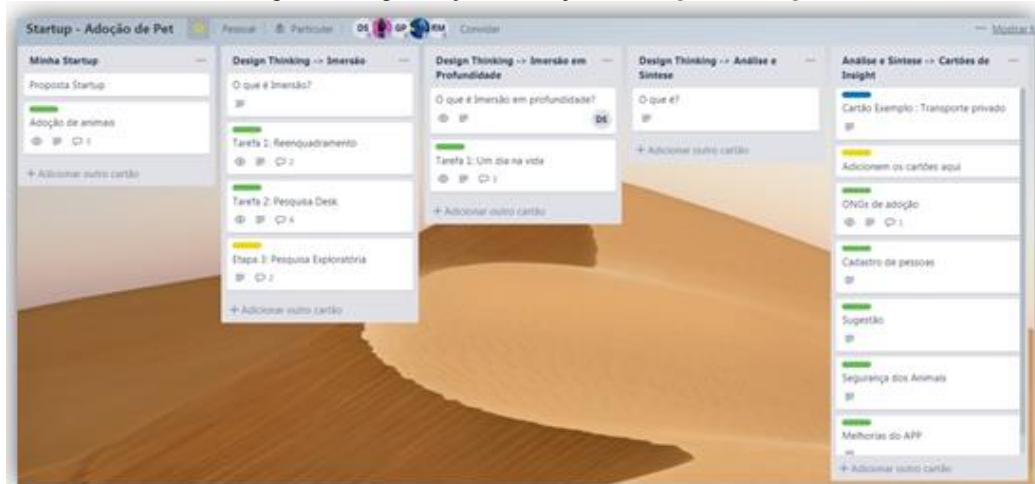 Startup - Adoção de Pet
Pessoal
Particular
DS
GP
RM
Convidar
Mostrar
Minha Startup
Proposta Startup
Adoção de animais
+ Adicionar outro cartão
Design Thinking -> Imersão
O que é Imersão?
Tarefa 1: Reenquadramento
2
Tarefa 2: Pesquisa Desk
4
Etapa 3: Pesquisa Exploratória
2
+ Adicionar outro cartão
Design Thinking -> Imersão em
Profundidade
O que é Imersão em profundidade?
DS
Tarefa 1: Um dia na vida
+ Adicionar outro cartão
Design Thinking -> Análise e
Síntese
O que é?
+ Adicionar outro cartão
Análise e Síntese -> Cartões de
Insight
Cartão Exemplo : Transporte privado
Adicionem os cartões aqui
ONGs de adoção
1
Cadastro de pessoas
Sugestão
Segurança dos Animais
Melhorias do APP
+ Adicionar outro cartão